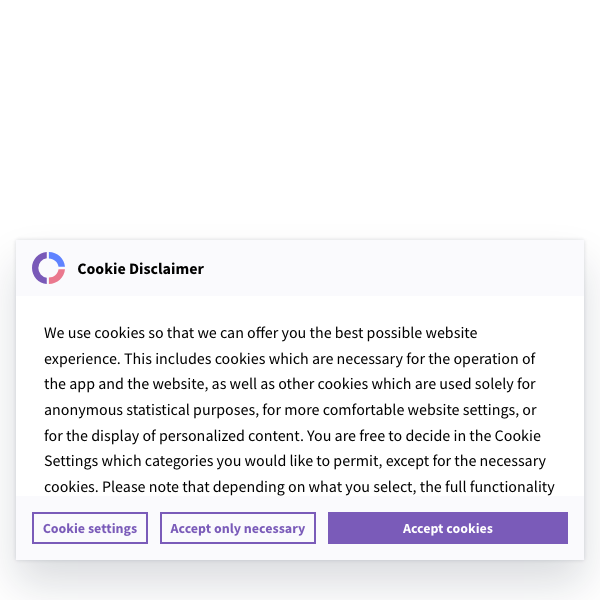 Cookie Disclaimer
We use cookies so that we can offer you the best possible website
experience. This includes cookies which are necessary for the operation of
the app and the website, as well as other cookies which are used solely for
anonymous statistical purposes, for more comfortable website settings, or
for the display of personalized content. You are free to decide in the Cookie
Settings which categories you would like to permit, except for the necessary
cookies. Please note that depending on what you select, the full functionality
Cookie settings
Accept only necessary
Accept cookies